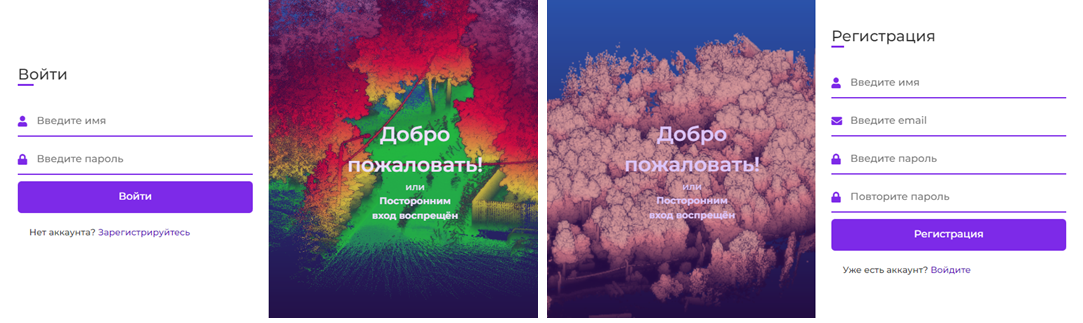 Войти
Введите имя
Введите пароль
Войти
Нет аккаунта? Зарегистрируйтесь
Добро
пожаловать!
или
Посторонним
вход воспрещён
Добро
пожаловать!
или
Посторонним
вход воспрещён
Регистрация
Введите имя
Введите email
Введите пароль
Повторите пароль
Регистрация
Уже есть аккаунт? Войдите